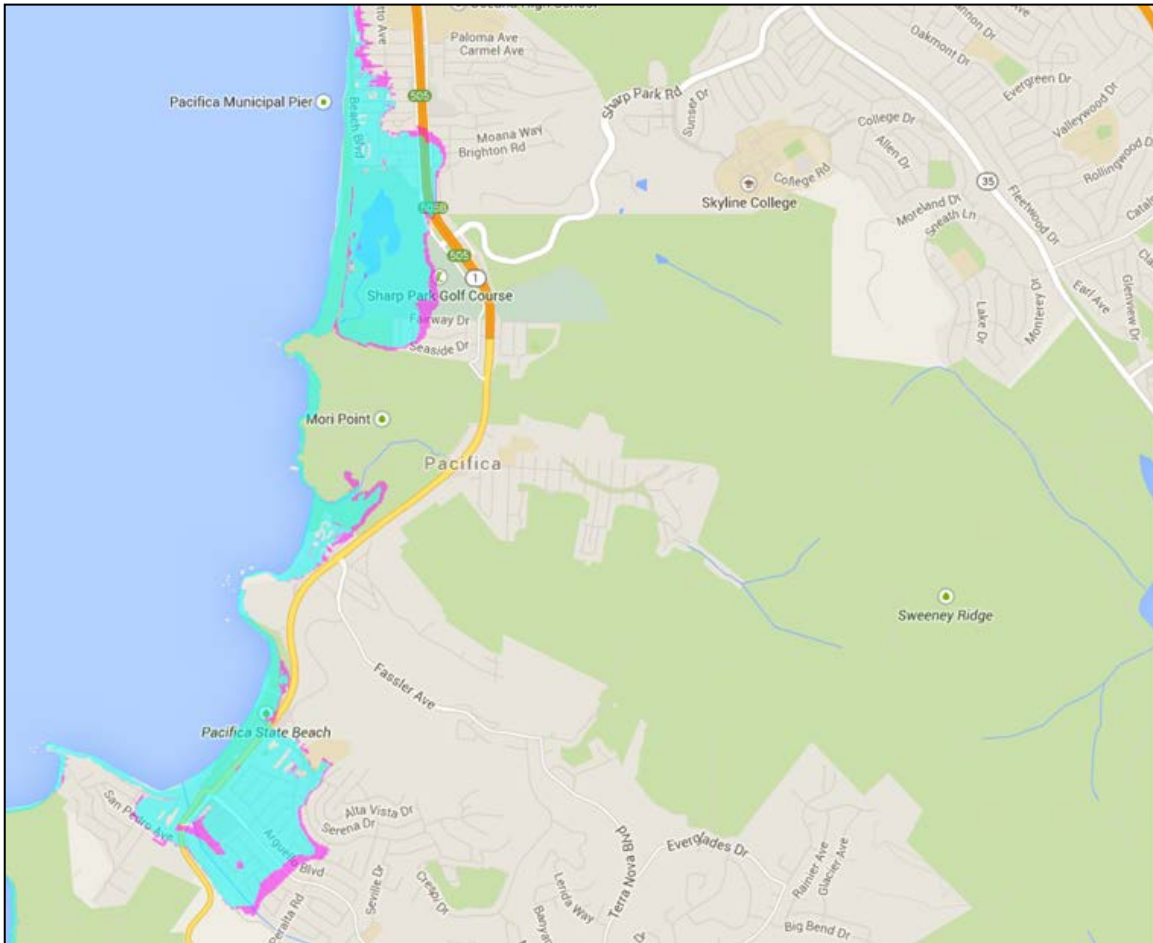 Paloma Ave
Carmel Ave
Oakmont Dr
Evergreen Dr
Valleywood Dr
Pacifica Municipal Pier
Beach Blvd
505
Sharp Park Rd
Sunset Dr
College Dr
Moana Way
Brighton Rd
Allen Dr
Rollingwood D
College Rd
35
Fleetwood Dr
Skyline College
Moreland Dr
Sneath Ln
505B
505
1
Sharp Park Golf Course
Fairway Dr
Seaside Dr
Lake Dr
Monterey Dr
Earl Ave
Glenview Dr
Mori Point
Pacifica
Sweeney Ridge
Fassler Ave
Pacifica State Beach
San Pedro Ave
Alta Vista Dr
Serena Dr
Arguello Blvd
Everglades Dr
Terra Nova Blvd
Rainier Ave
Glacier Ave
Seville Dr
Crespi Dr
Lerida Way
Peralta Rd
Big Bend Dr